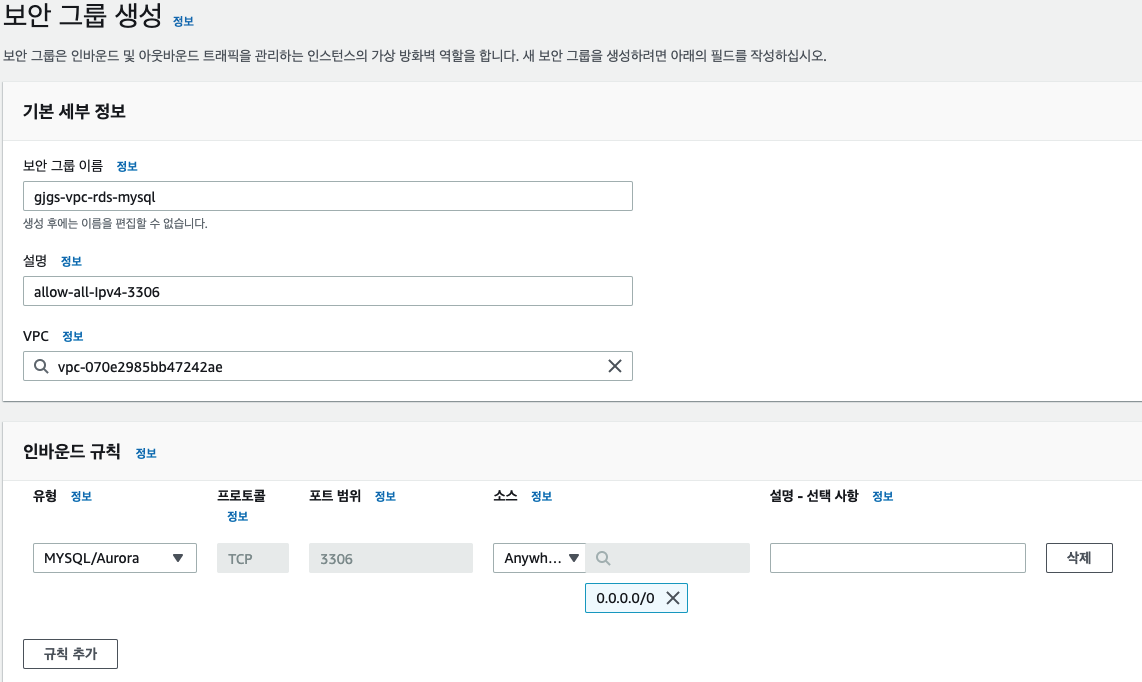 보안 그룹 생성 정보
보안 그룹은 인바운드 및 아웃바운드 트래픽을 관리하는 인스턴스의 가상 방화벽 역할을 합니다. 새 보안 그룹을 생성하려면 아래의 필드를 작성하십시오.
기본 세부 정보
보안 그룹 이름 정보
gjgs-vpc-rds-mysql
생성 후에는 이름을 편집할 수 없습니다.
설명 정보
allow-all-Ipv4-3306
VPC 정보
vpc-070e2985bb47242ae
인바운드 규칙 정보
유형 정보 프로토콜 포트 범위 정보 소스 정보 설명 - 선택 사항 정보
정보
MYSQL/Aurora TCP 3306 Anywh... 삭제
0.0.0.0/0
규칙 추가